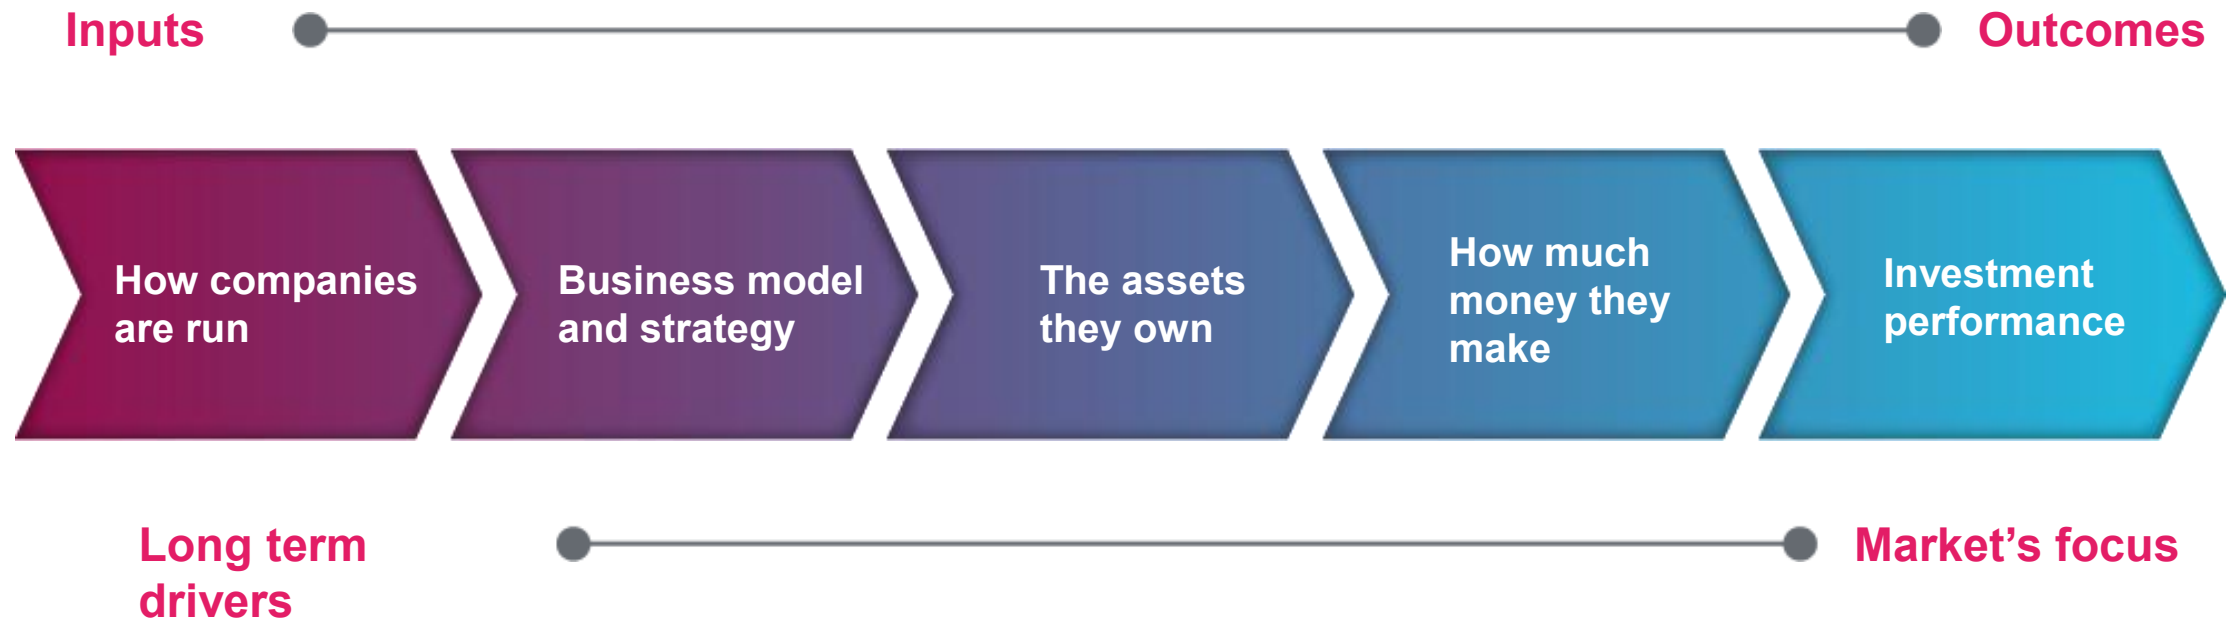 Inputs
Outcomes
How companies
are run
Business model
and strategy
The assets
they own
How much
money they
make
Investment
performance
Long term
drivers
Market’s focus